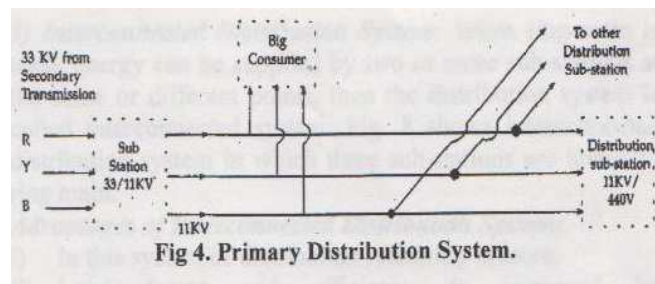 33 KV from
Secondary
Transmission
Big
Consumer
To other
Distribution
Sub-station
R
B
Sub
Station
33/11KV
11KV
Distribution,
sub-station
11KV/
440V
Fig 4. Primary Distribution System.